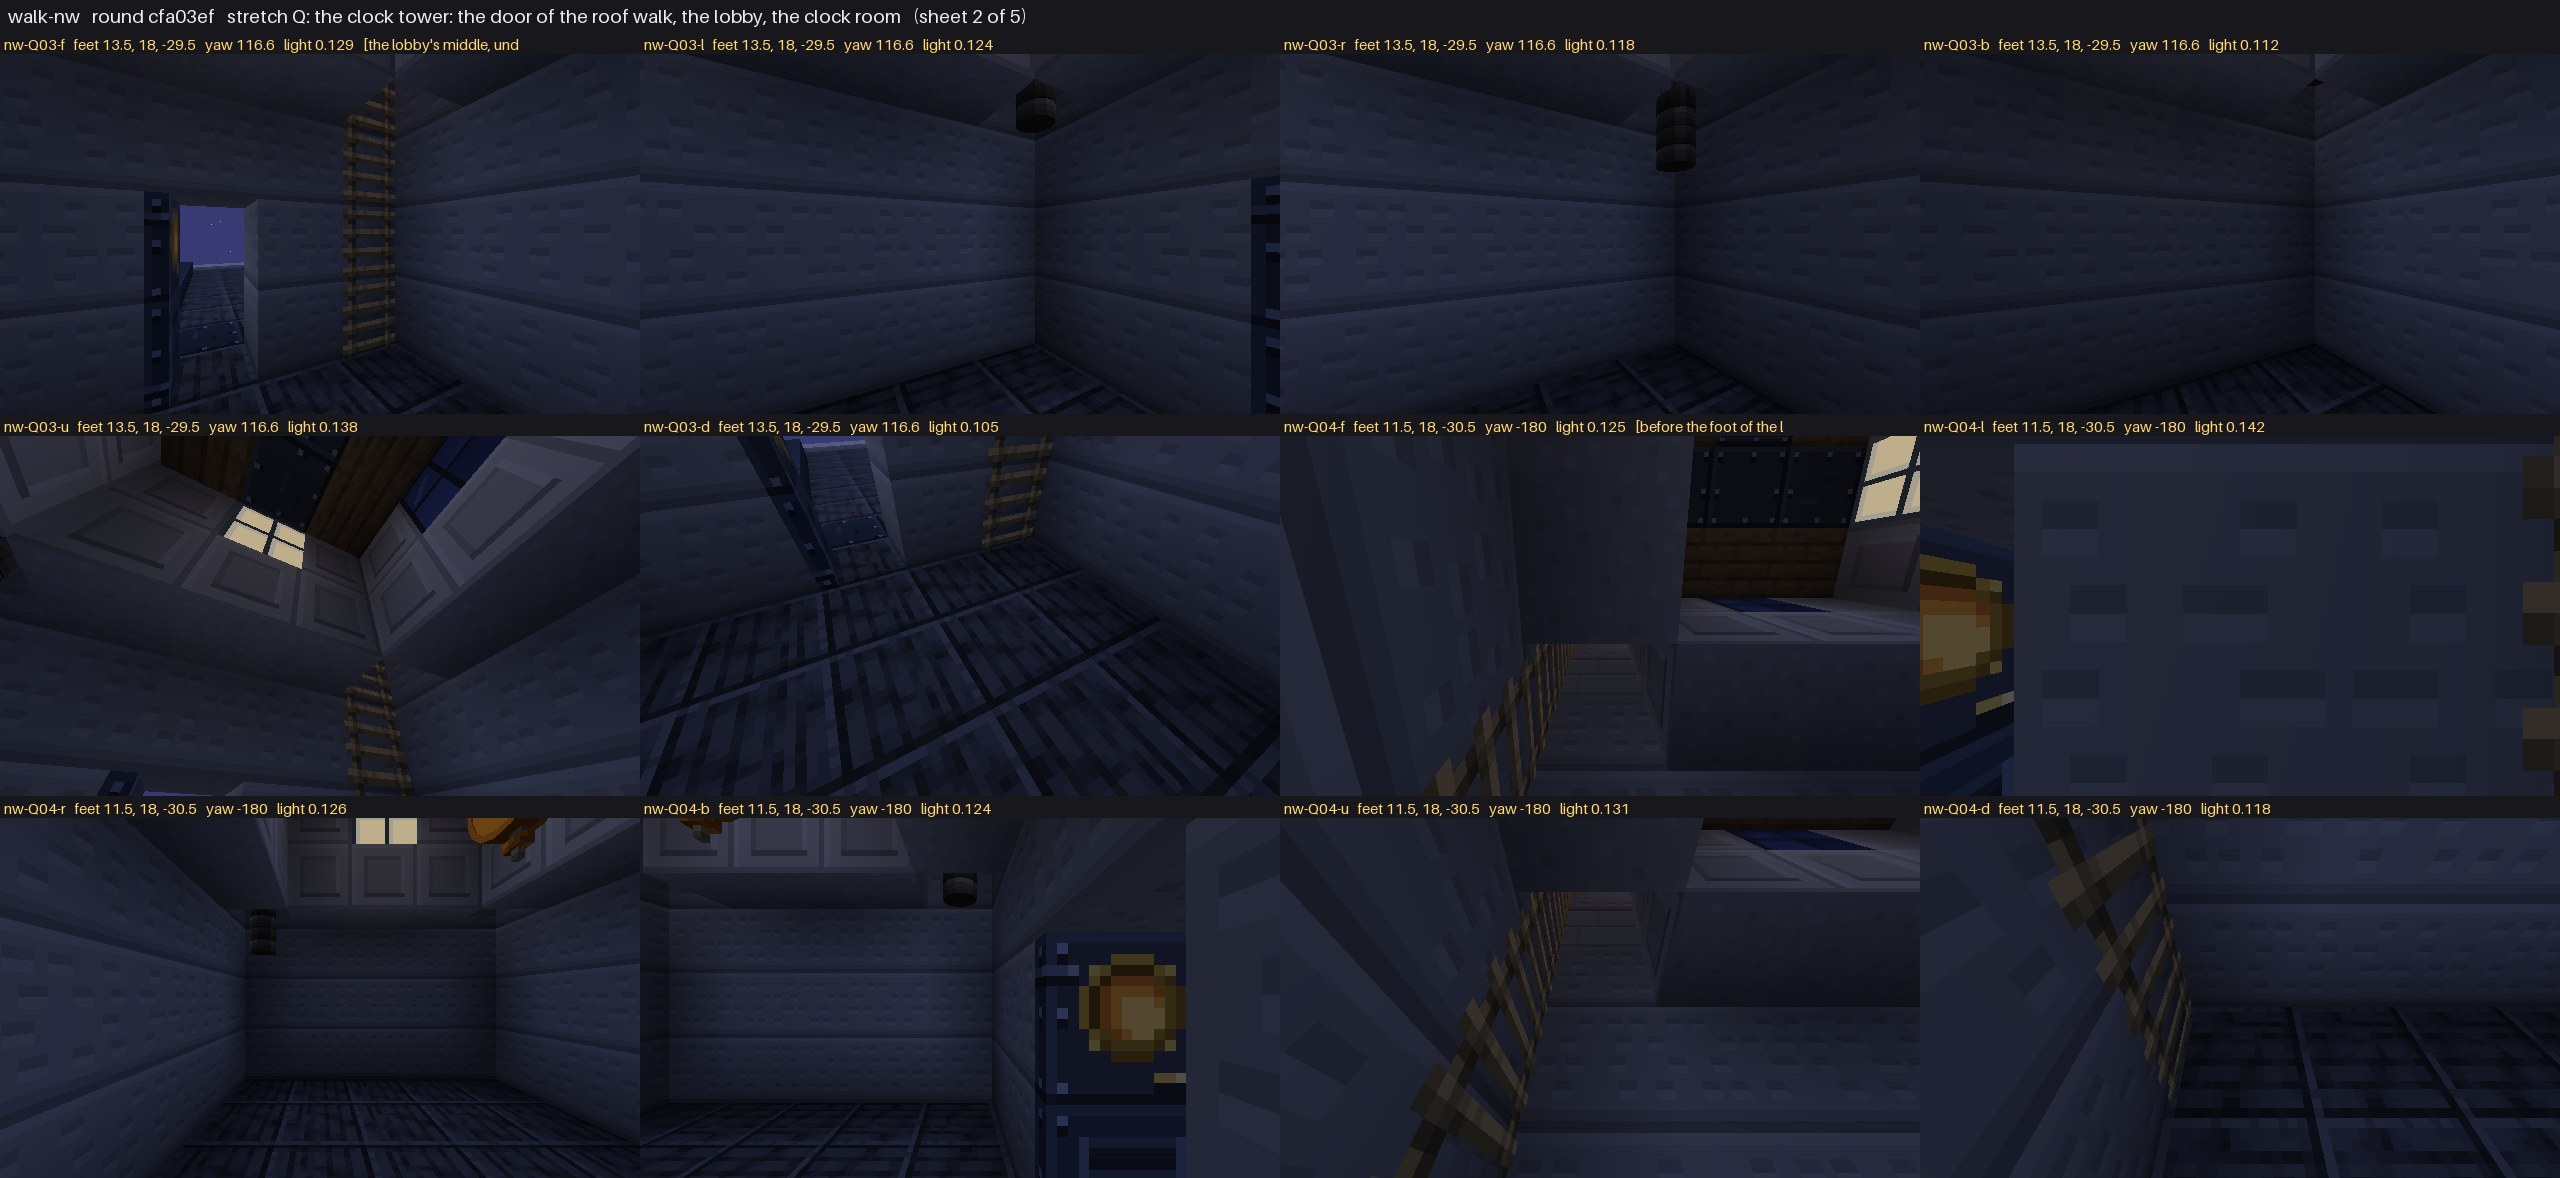 walk-nw round cfa03ef stretch Q: the clock tower: the door of the roof walk, the lobby, the clock room (sheet 2 of 5)
nw-Q03-f feet 13.5, 18, -29.5 yaw 116.6 light 0.129 [the lobby's middle, und
nw-Q03-l feet 13.5, 18, -29.5 yaw 116.6 light 0.124
nw-Q03-r feet 13.5, 18, -29.5 yaw 116.6 light 0.118
nw-Q03-b feet 13.5, 18, -29.5 yaw 116.6 light 0.112
nw-Q03-u feet 13.5, 18, -29.5 yaw 116.6 light 0.138
nw-Q03-d feet 13.5, 18, -29.5 yaw 116.6 light 0.105
nw-Q04-f feet 11.5, 18, -30.5 yaw -180 light 0.125 [before the foot of the l
nw-Q04-l feet 11.5, 18, -30.5 yaw -180 light 0.142
nw-Q04-r feet 11.5, 18, -30.5 yaw -180 light 0.126
nw-Q04-b feet 11.5, 18, -30.5 yaw -180 light 0.124
nw-Q04-u feet 11.5, 18, -30.5 yaw -180 light 0.131
nw-Q04-d feet 11.5, 18, -30.5 yaw -180 light 0.118